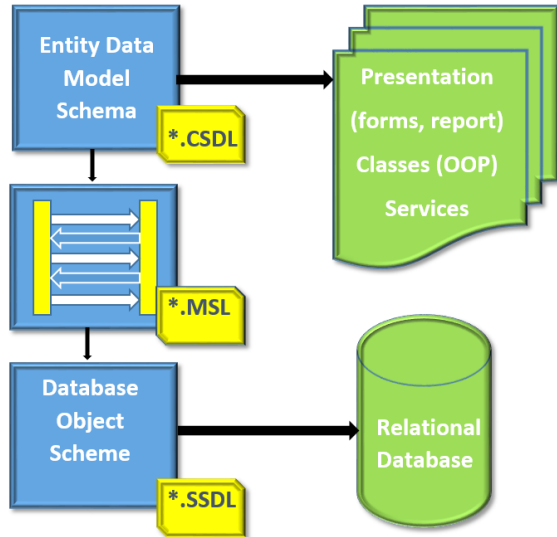 Entity Data
Model
Schema
*.CSDL
Presentation
(forms, report)
Classes (OOP)
Services
*.MSL
Database
Object
Scheme
*.SSDL
Relational
Database